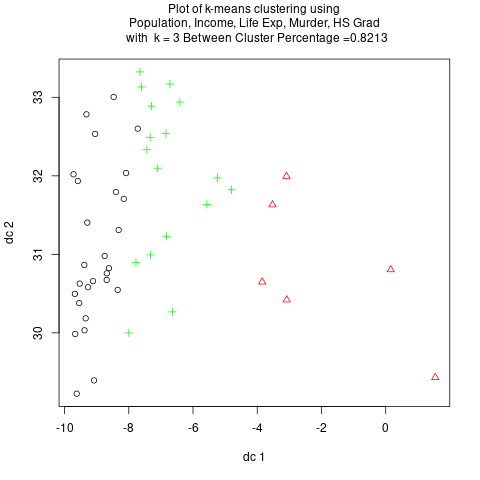 Plot of k-means clustering using
Population, Income, Life Exp, Murder, HS Grad
with k = 3 Between Cluster Percentage =0.8213
33
32
31
30
dc 2
-10 -8 -6 -4 -2 0
dc 1